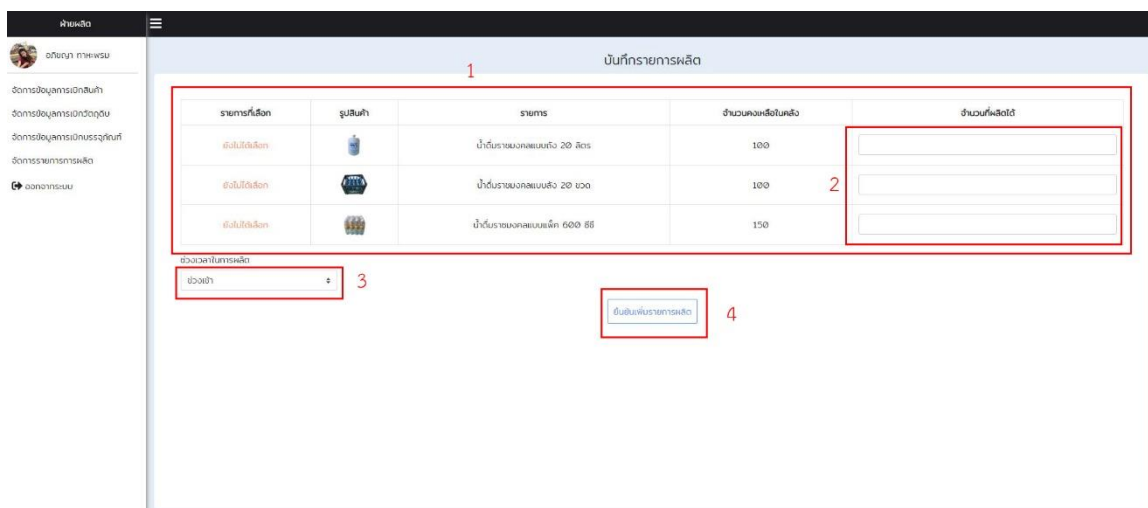 ฝ่ายผลิต
อภิชญา ทาหะพรม
บันทึกรายการผลิต
1
จัดการข้อมูลการเบิกสินค้า
จัดการข้อมูลการเบิกวัตถุดิบ
จัดการข้อมูลการเบิกบรรจุภัณฑ์
จัดการรายการการผลิต
ออกจากระบบ
รายการที่เลือก รูปสินค้า รายการ จำนวนคงเหลือในคลัง จำนวนที่ผลิตได้
ยังไม่ได้เลือก น้ำดื่มราชมงคลแบบถัง 20 ลิตร 100
ยังไม่ได้เลือก น้ำดื่มราชมงคลแบบลัง 20 ขวด 100 2
ยังไม่ได้เลือก น้ำดื่มราชมงคลแบบแพ็ค 600 ซีซี 150
ช่วงเวลาในการผลิต
ช่วงเช้า 3
ยืนยันเพิ่มรายการผลิต 4